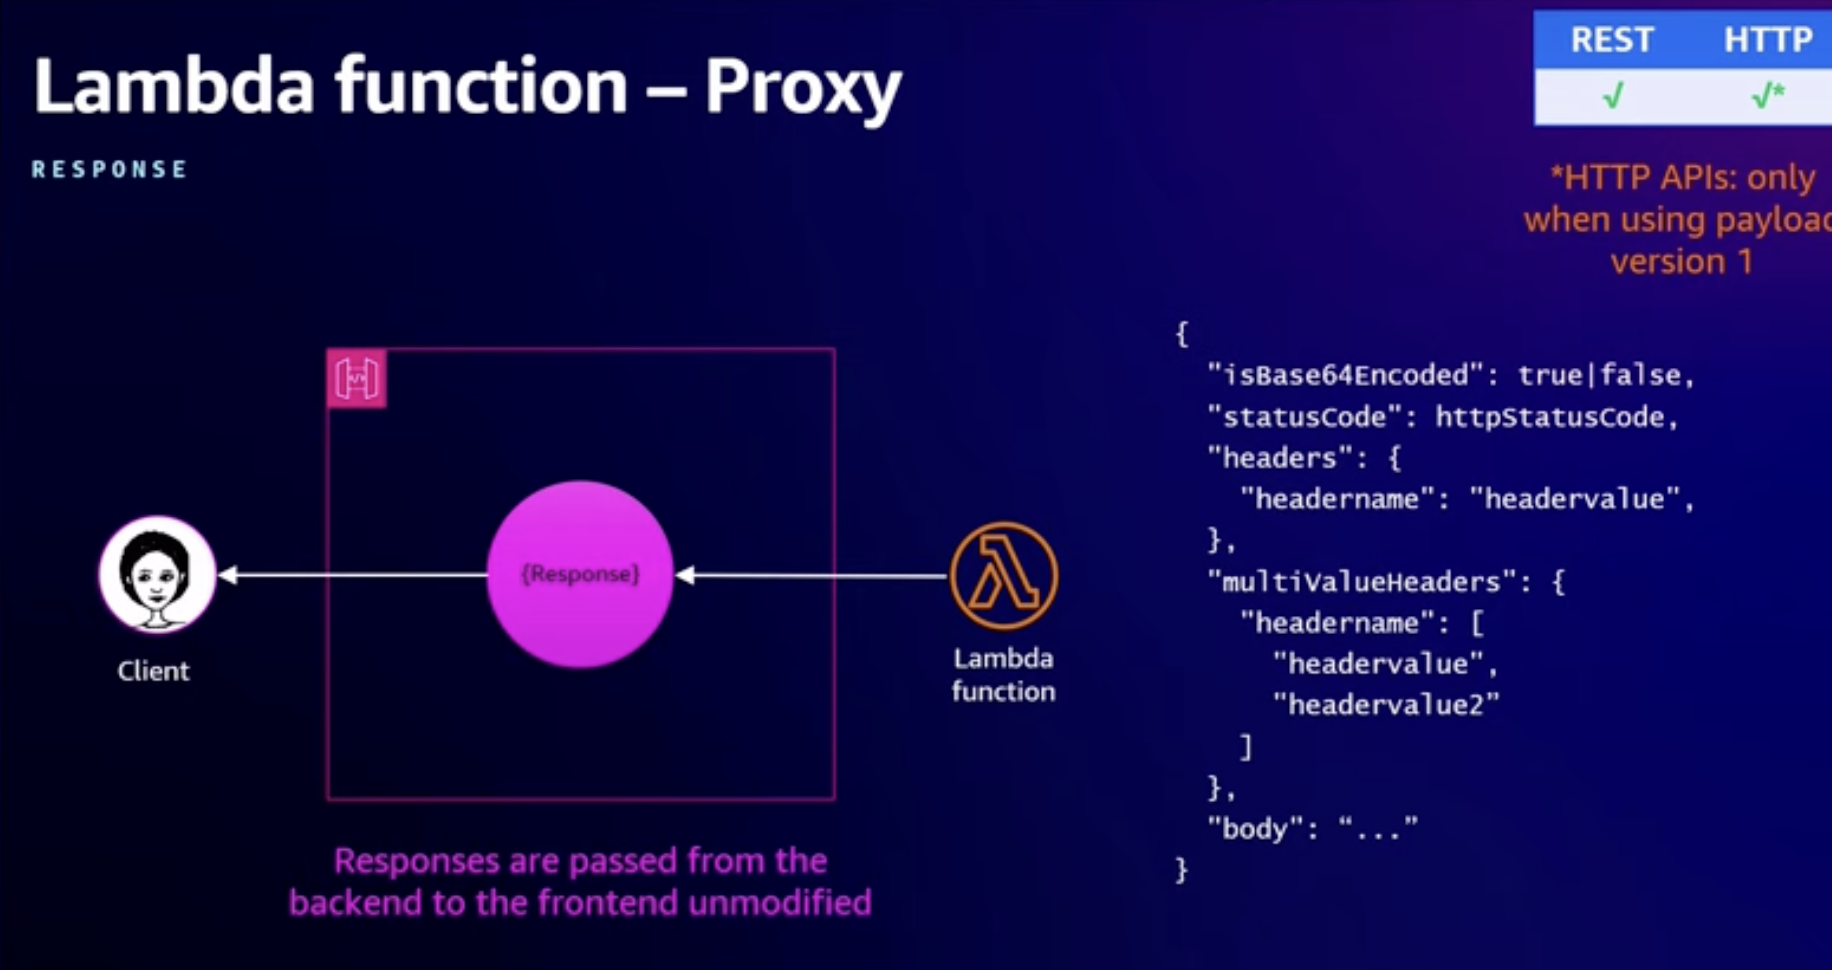 Lambda function – Proxy
RESPONSE
REST HTTP
√ √*
*HTTP APIs: only
when using payload
version 1
{Response}
Client
Lambda
function
Responses are passed from the
backend to the frontend unmodified
{
"isBase64Encoded": true|false,
"statusCode": httpStatusCode,
"headers": {
"headername": "headervalue",
},
"multiValueHeaders": {
"headername": [
"headervalue",
"headervalue2”
]
},
"body": “...”
}